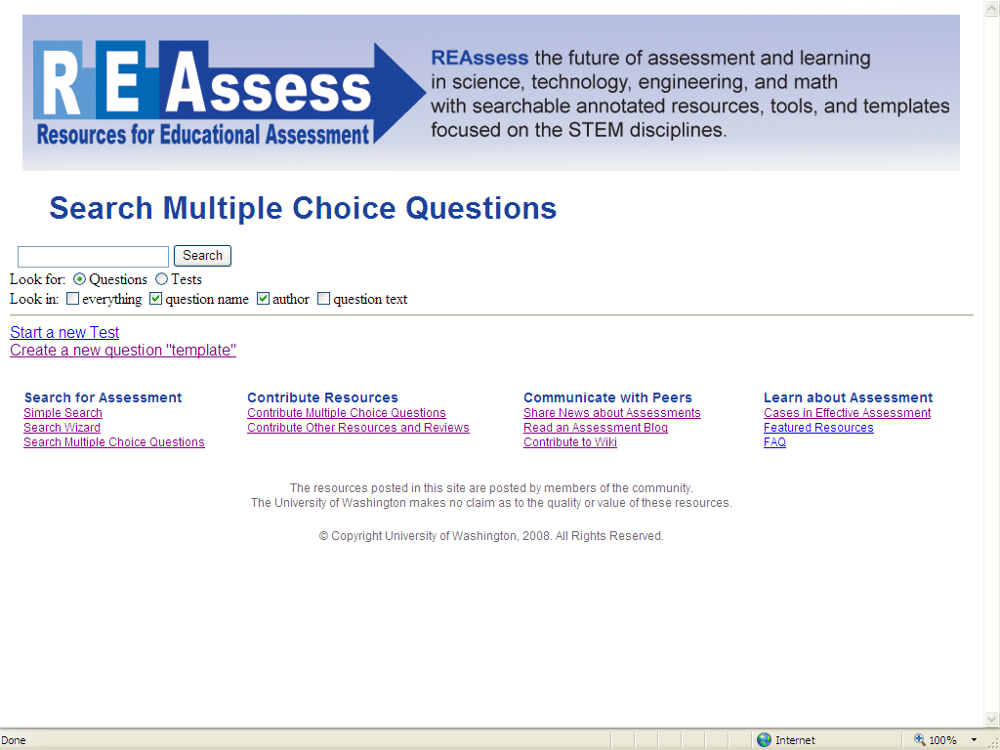 REAssess
Resources for Educational Assessment
REAssess the future of assessment and learning
in science, technology, engineering, and math
with searchable annotated resources, tools, and templates
focused on the STEM disciplines.
Search Multiple Choice Questions
Search
Look for: Questions Tests
Look in: everything question name author question text
Start a new Test
Create a new question "template"
Search for Assessment
Simple Search
Search Wizard
Search Multiple Choice Questions
Contribute Resources
Contribute Multiple Choice Questions
Contribute Other Resources and Reviews
Communicate with Peers
Share News about Assessments
Read an Assessment Blog
Contribute to Wiki
Learn about Assessment
Cases in Effective Assessment
Featured Resources
FAQ
The resources posted in this site are posted by members of the community.
The University of Washington makes no claim as to the quality or value of these resources.
© Copyright University of Washington, 2008. All Rights Reserved.
Done Internet 100%